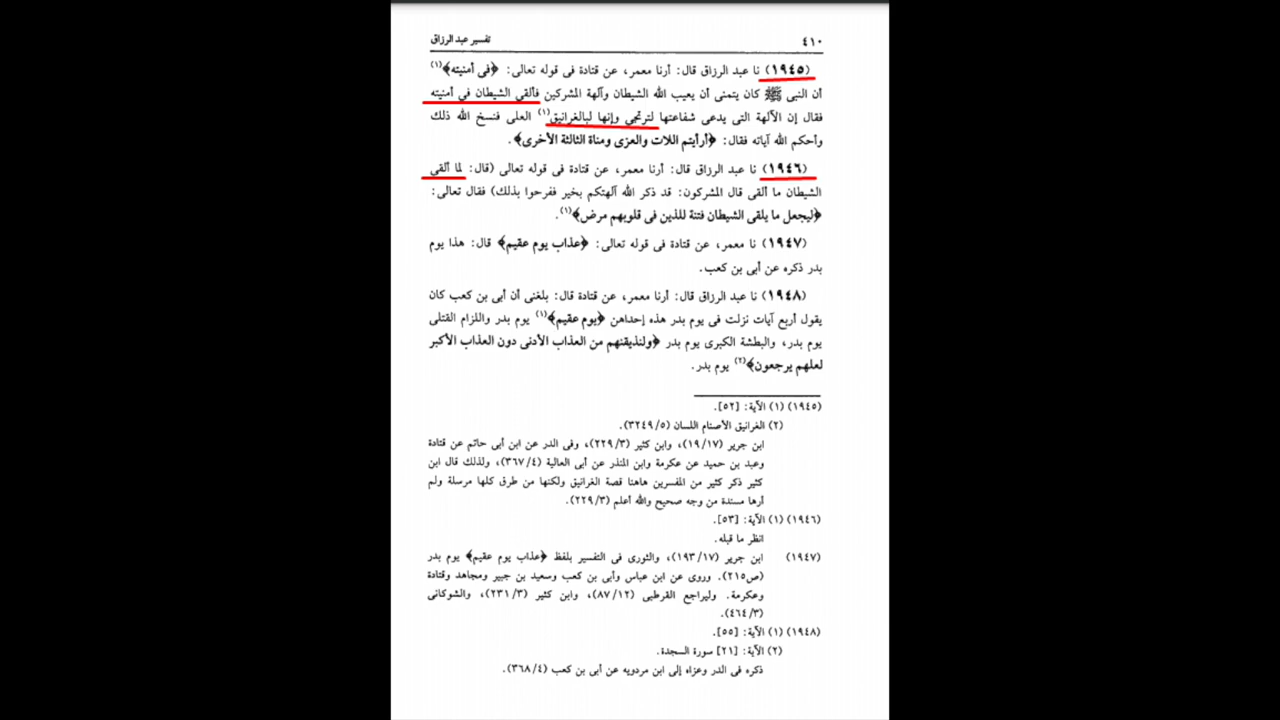 ٤١٠
تفسير عبد الرزاق
(١٩٤٥) نا عبد الرزاق قال: أرنا معمر، عن قتادة فى قوله تعالى: ﴿فى أمنيته﴾(١)
أن النبى ﷺ كان يتمنى أن يعيب الله الشيطان وآلهة المشركين فألقى الشيطان في أمنيته
فقال إن الآلهة التى يدعى شفاعتها لترتجي وإنها لبالغرانيق(١) العلى فنسخ الله ذلك
وأحكم الله آياته فقال: ﴿أرأيتم اللات والعزى ومناة الثالثة الأخرى﴾.
(١٩٤٦) نا عبد الرزاق قال: أرنا معمر، عن قتادة فى قوله تعالى (قال: لما ألقى
الشيطان ما ألقى قال المشركون: قد ذكر الله آلهتكم بخير ففرحوا بذلك) فقال تعالى:
﴿ليجعل ما يلقى الشيطان فتنة للذين فى قلوبهم مرض﴾(١).
(١٩٤٧) نا معمر، عن قتادة فى قوله تعالى: ﴿عذاب يوم عقيم﴾ قال: هذا يوم
بدر ذكره عن أبى بن كعب.
(١٩٤٨) نا عبد الرزاق قال: أرنا معمر، عن قتادة قال: بلغنى أن أبى بن كعب كان
يقول أربع آيات نزلت فى يوم بدر هذه إحداهن ﴿يوم عقيم﴾(١) يوم بدر واللزام القتلى
يوم بدر، والبطشة الكبرى يوم بدر ﴿ولنذيقنهم من العذاب الأدنى دون العذاب الأكبر
لعلهم يرجعون﴾(٢) يوم بدر.
(١٩٤٥) (١) الآية: [٥٢].
(٢) الغرانيق الأصنام اللسان (٣٢٤٩/٥).
ابن جرير (١٩/١٧)، وابن كثير (٢٢٩/٣)، وفى الدر عن ابن أبى حاتم عن قتادة
وعبد بن حميد عن عكرمة وابن المنذر عن أبى العالية (٣٦٧/٤)، ولذلك قال ابن
كثير ذكر كثير من المفسرين هاهنا قصة الغرانيق ولكنها من طرق كلها مرسلة ولم
أرها مسندة من وجه صحيح والله أعلم (٢٢٩/٣).
(١٩٤٦) (١) الآية: [٥٣].
انظر ما قبله.
(١٩٤٧) ابن جرير (١٩٣/١٧)، والثورى فى التفسير بلفظ ﴿عذاب يوم عقيم﴾ يوم بدر
(ص٢١٥). وروى عن ابن عباس وأبى بن كعب وسعيد بن جبير ومجاهد وقتادة
وعكرمة. وليراجع القرطبى (٨٧/١٢)، وابن كثير (٢٣١/٣)، والشوكانى
(٤٦٤/٣).
(١٩٤٨) (١) الآية: [٥٥].
(٢) الآية: [٢١] سورة السجدة.
ذكره فى الدر وعزاه إلى ابن مردويه عن أبى بن كعب (٣٦٨/٤).